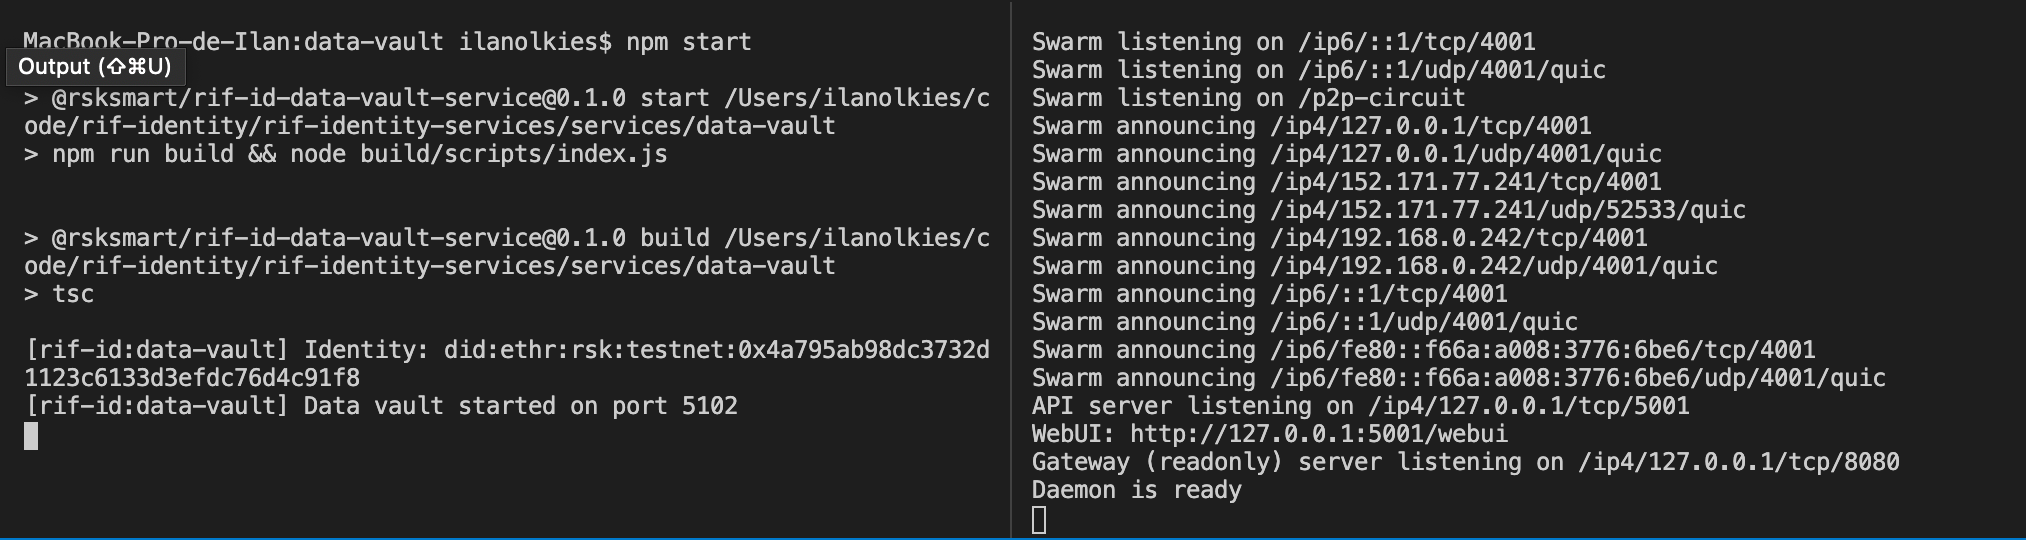 MacBook-Pro-de-Ilan:data-vault ilanolkies$ npm start
Output (⇧⌘U)
> @rsksmart/rif-id-data-vault-service@0.1.0 start /Users/ilanolkies/c
ode/rif-identity/rif-identity-services/services/data-vault
> npm run build && node build/scripts/index.js
> @rsksmart/rif-id-data-vault-service@0.1.0 build /Users/ilanolkies/c
ode/rif-identity/rif-identity-services/services/data-vault
> tsc
[rif-id:data-vault] Identity: did:ethr:rsk:testnet:0x4a795ab98dc3732d
1123c6133d3efdc76d4c91f8
[rif-id:data-vault] Data vault started on port 5102
Swarm listening on /ip6/::1/tcp/4001
Swarm listening on /ip6/::1/udp/4001/quic
Swarm listening on /p2p-circuit
Swarm announcing /ip4/127.0.0.1/tcp/4001
Swarm announcing /ip4/127.0.0.1/udp/4001/quic
Swarm announcing /ip4/152.171.77.241/tcp/4001
Swarm announcing /ip4/152.171.77.241/udp/52533/quic
Swarm announcing /ip4/192.168.0.242/tcp/4001
Swarm announcing /ip4/192.168.0.242/udp/4001/quic
Swarm announcing /ip6/::1/tcp/4001
Swarm announcing /ip6/::1/udp/4001/quic
Swarm announcing /ip6/fe80::f66a:a008:3776:6be6/tcp/4001
Swarm announcing /ip6/fe80::f66a:a008:3776:6be6/udp/4001/quic
API server listening on /ip4/127.0.0.1/tcp/5001
WebUI: http://127.0.0.1:5001/webui
Gateway (readonly) server listening on /ip4/127.0.0.1/tcp/8080
Daemon is ready